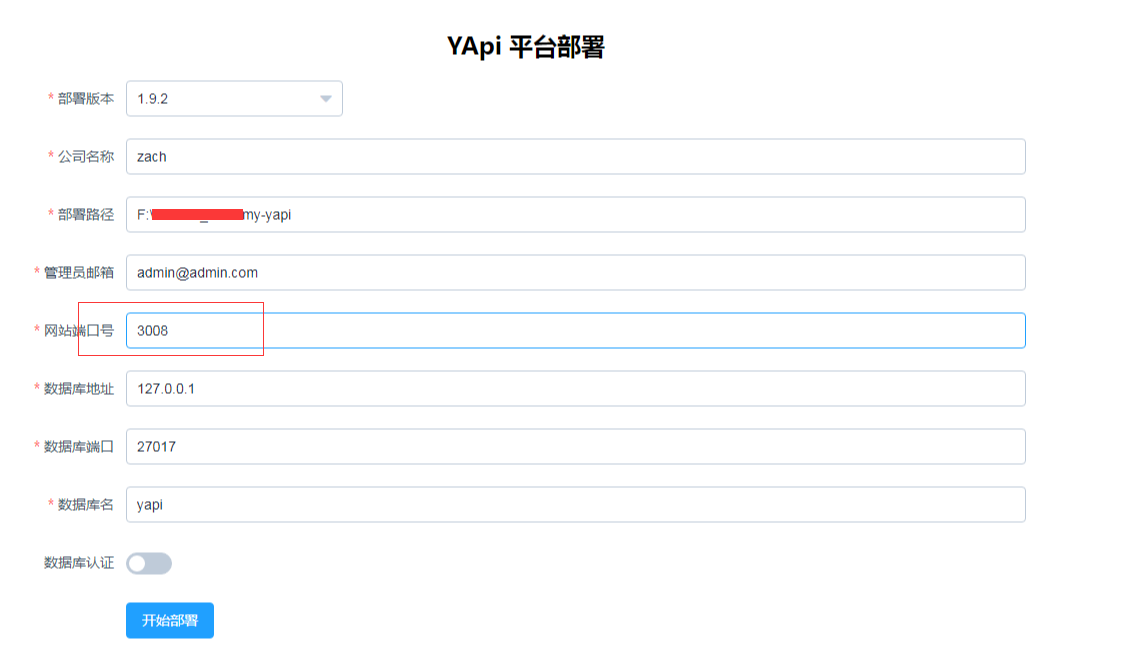 YApi 平台部署
* 部署版本 1.9.2
* 公司名称 zach
* 部署路径 F:\ my-yapi
* 管理员邮箱 admin@admin.com
* 网站端口号 3008
* 数据库地址 127.0.0.1
* 数据库端口 27017
* 数据库名 yapi
数据库认证
开始部署